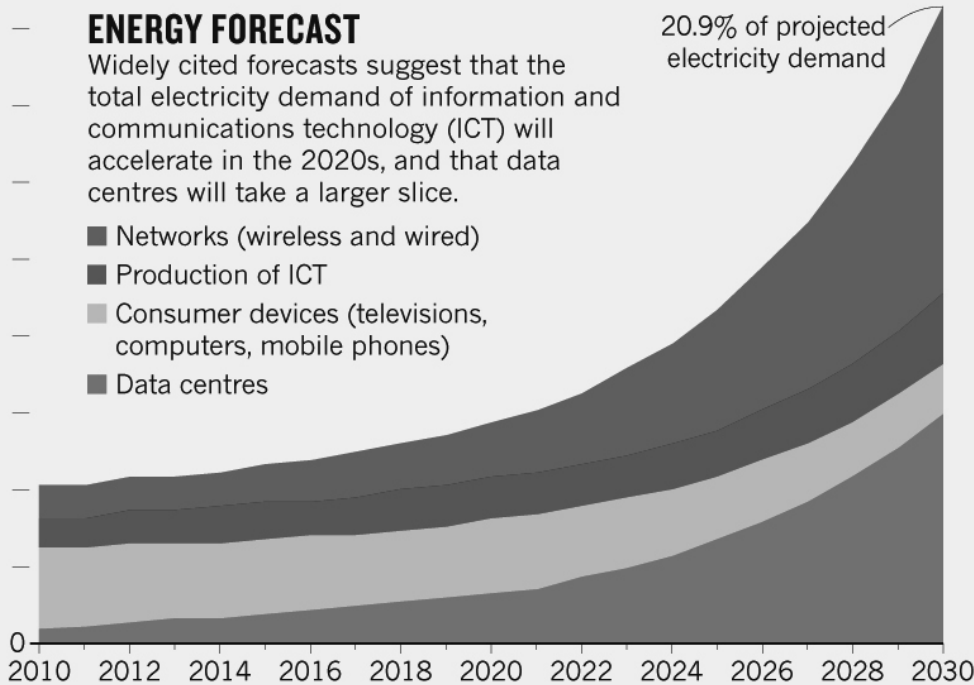 ENERGY FORECAST
Widely cited forecasts suggest that the
total electricity demand of information and
communications technology (ICT) will
accelerate in the 2020s, and that data
centres will take a larger slice.
20.9% of projected
electricity demand
Networks (wireless and wired)
Production of ICT
Consumer devices (televisions,
computers, mobile phones)
Data centres
0
2010 2012 2014 2016 2018 2020 2022 2024 2026 2028 2030